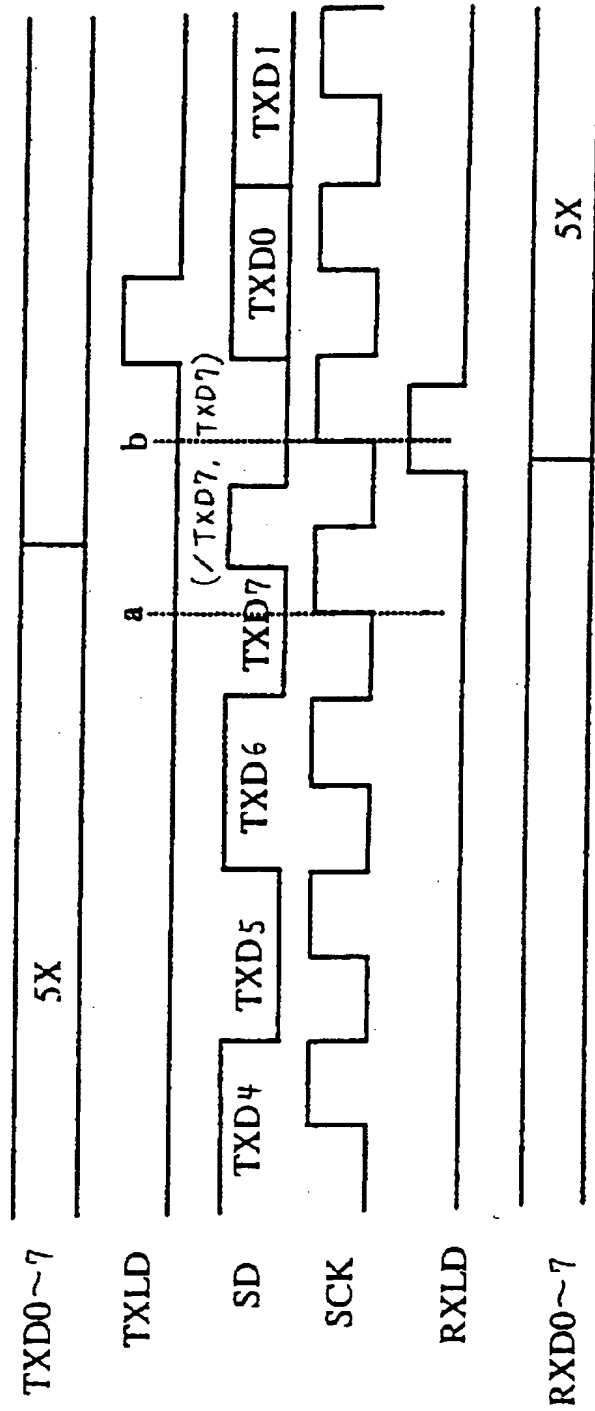 TXD0~7 5X
TXLD
a b
(/TXD7, TXD7)
SD TXD4 TXD5 TXD6 TXD7 TXD0 TXD1
SCK
RXLD
RXD0~7 5X